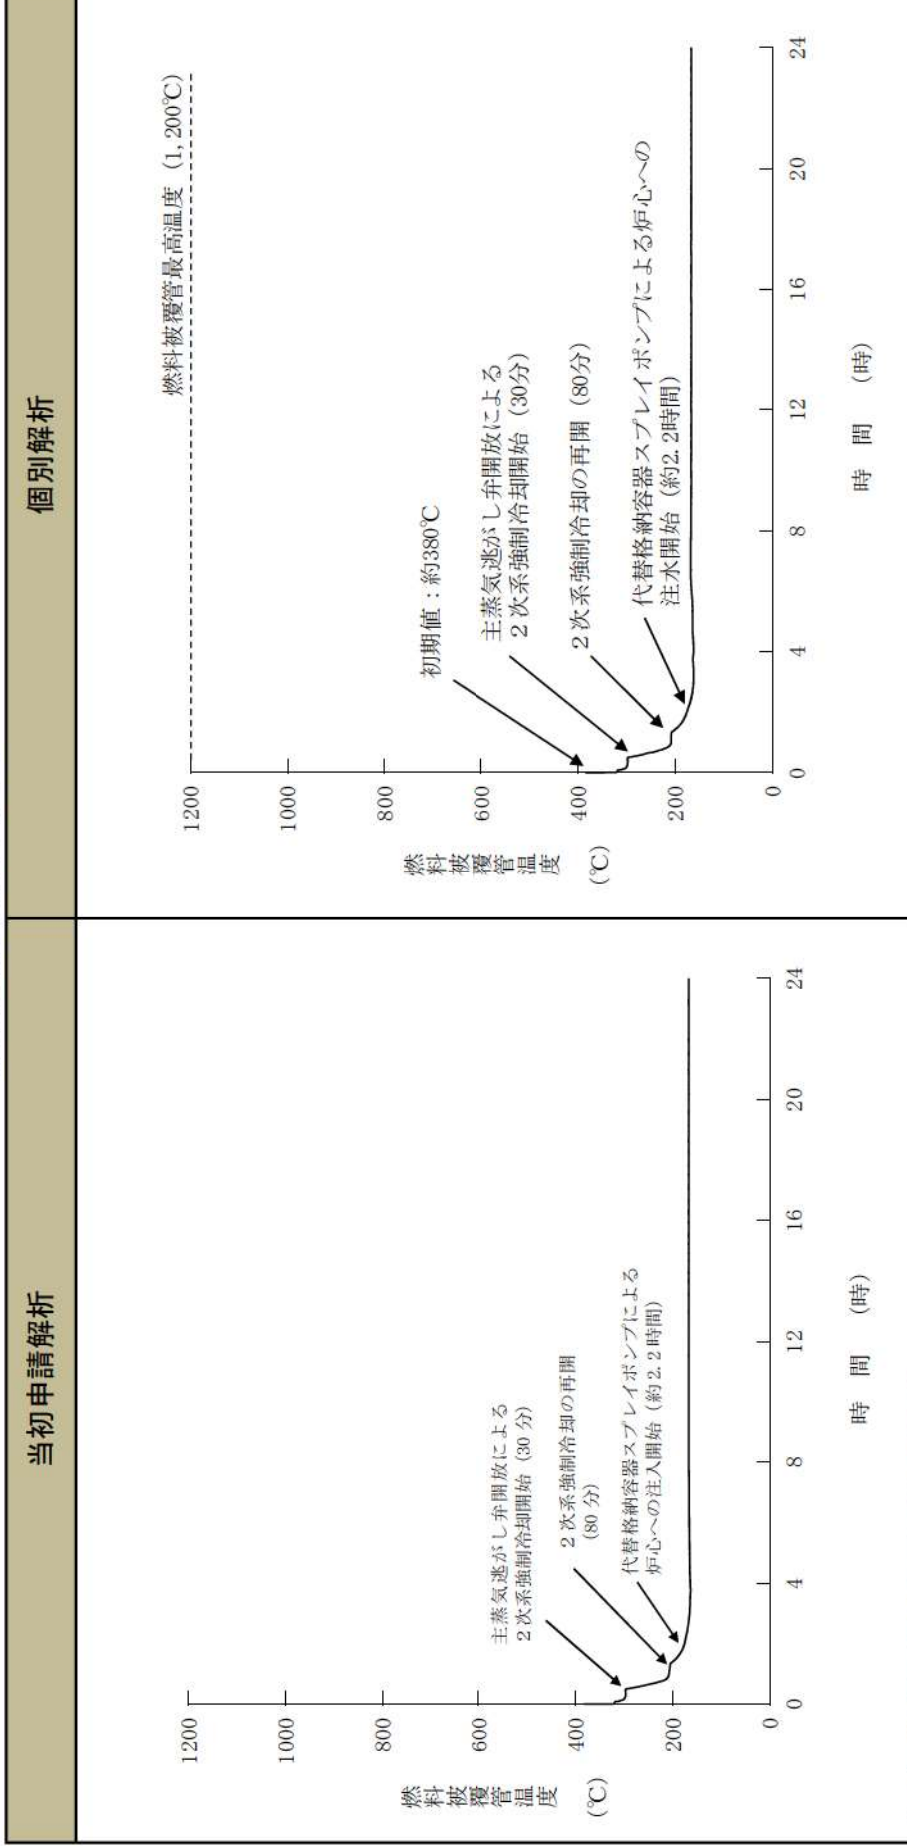 当初申請解析
1200
1000
800
600
400
200
0
燃料被覆管温度
(℃)
主蒸気逃がし弁開放による
2次系強制冷却開始(30分)
2次系強制冷却の再開
(80分)
代替格納容器スプレイポンプによる
炉心への注入開始(約2.2時間)
0
4
8
12
16
20
24
時 間 (時)
個別解析
燃料被覆管最高温度(1,200℃)
1200
1000
800
600
400
200
0
燃料被覆管温度
(℃)
初期値:約380℃
主蒸気逃がし弁開放による
2次系強制冷却開始(30分)
2次系強制冷却の再開(80分)
代替格納容器スプレイポンプによる炉心への
注水開始(約2.2時間)
0
4
8
12
16
20
24
時 間 (時)